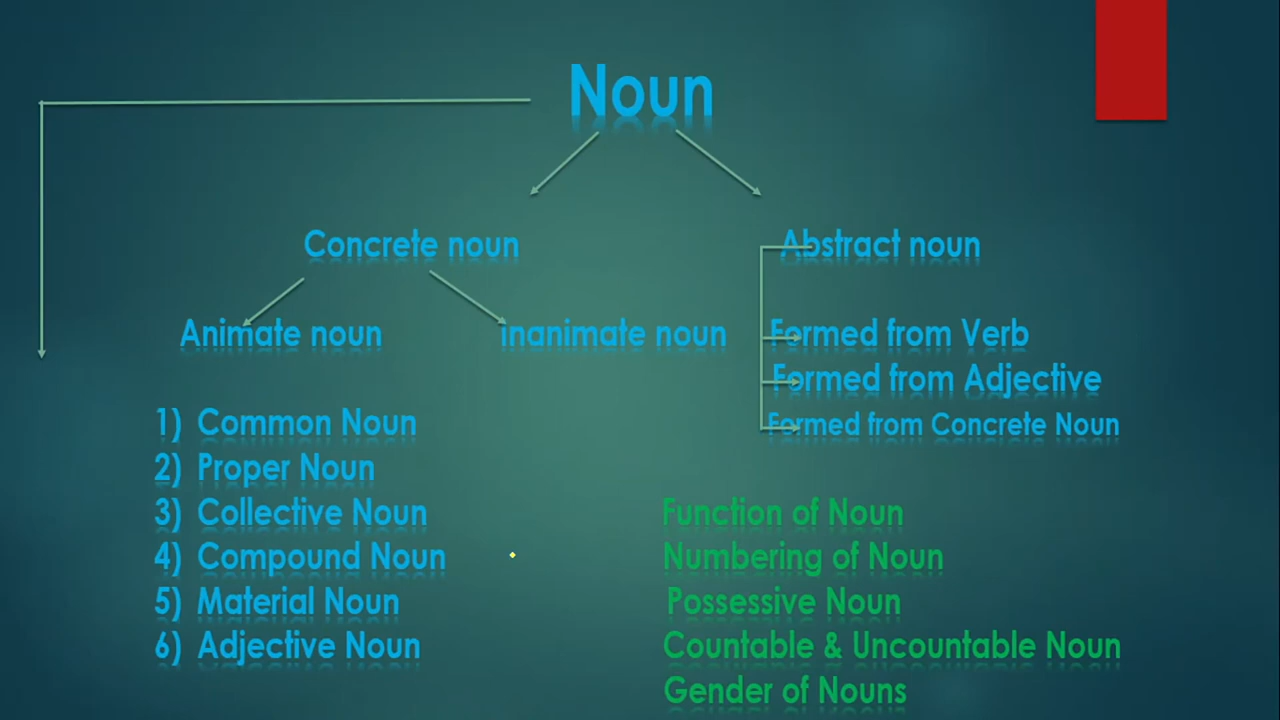 Noun
Concrete noun
Abstract noun
Animate noun
inanimate noun
Formed from Verb
Formed from Adjective
Formed from Concrete Noun
1) Common Noun
2) Proper Noun
3) Collective Noun
4) Compound Noun
5) Material Noun
6) Adjective Noun
Function of Noun
Numbering of Noun
Possessive Noun
Countable & Uncountable Noun
Gender of Nouns